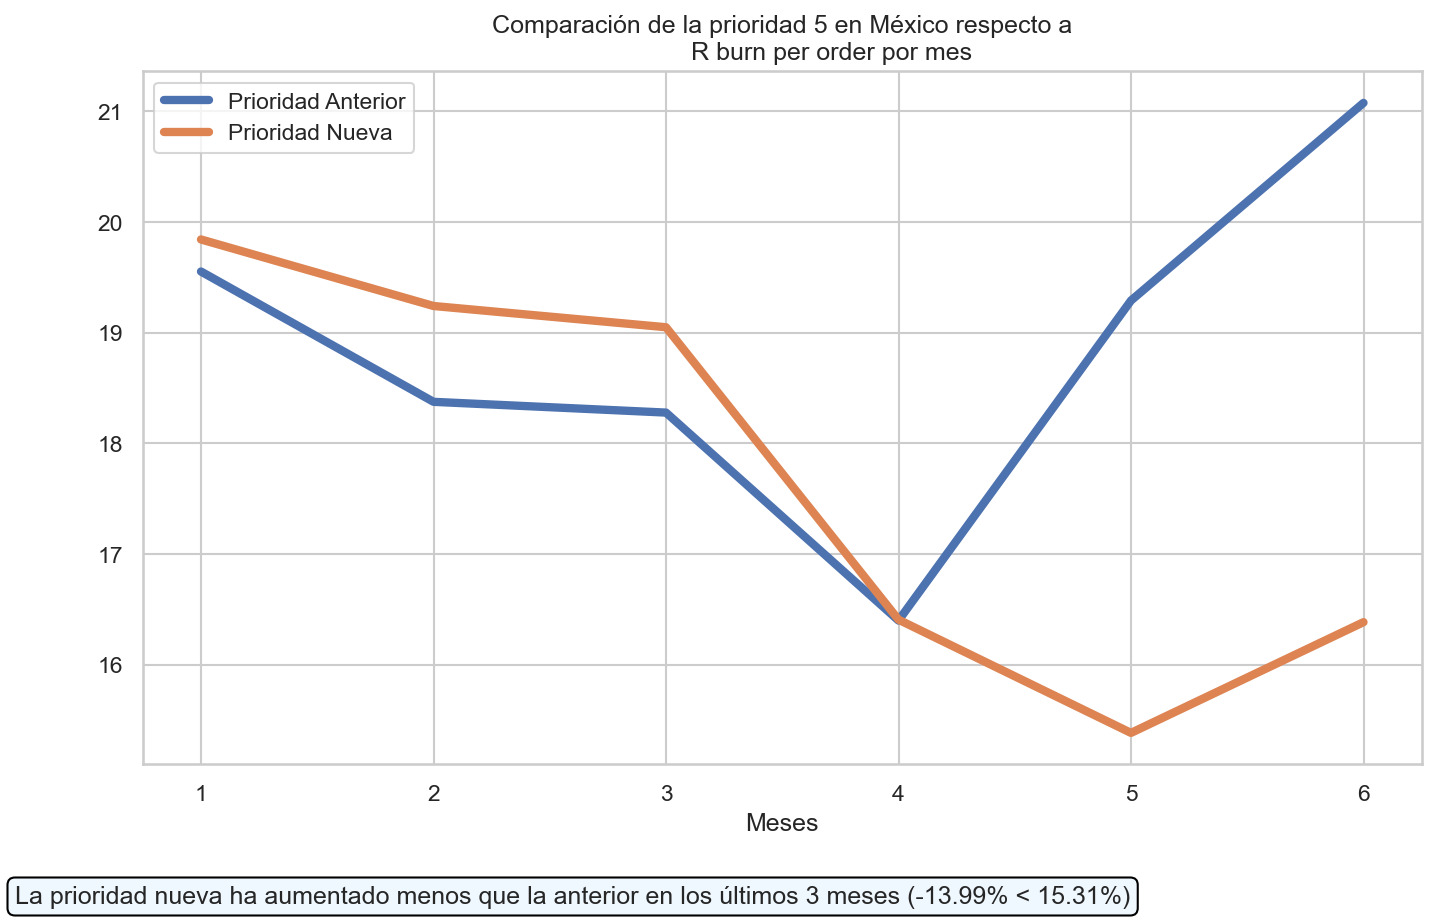 Comparación de la prioridad 5 en México respecto a
R burn per order por mes
Prioridad Anterior
Prioridad Nueva
21
20
19
18
17
16
1 2 3 4 5 6
Meses
La prioridad nueva ha aumentado menos que la anterior en los últimos 3 meses (-13.99% < 15.31%)